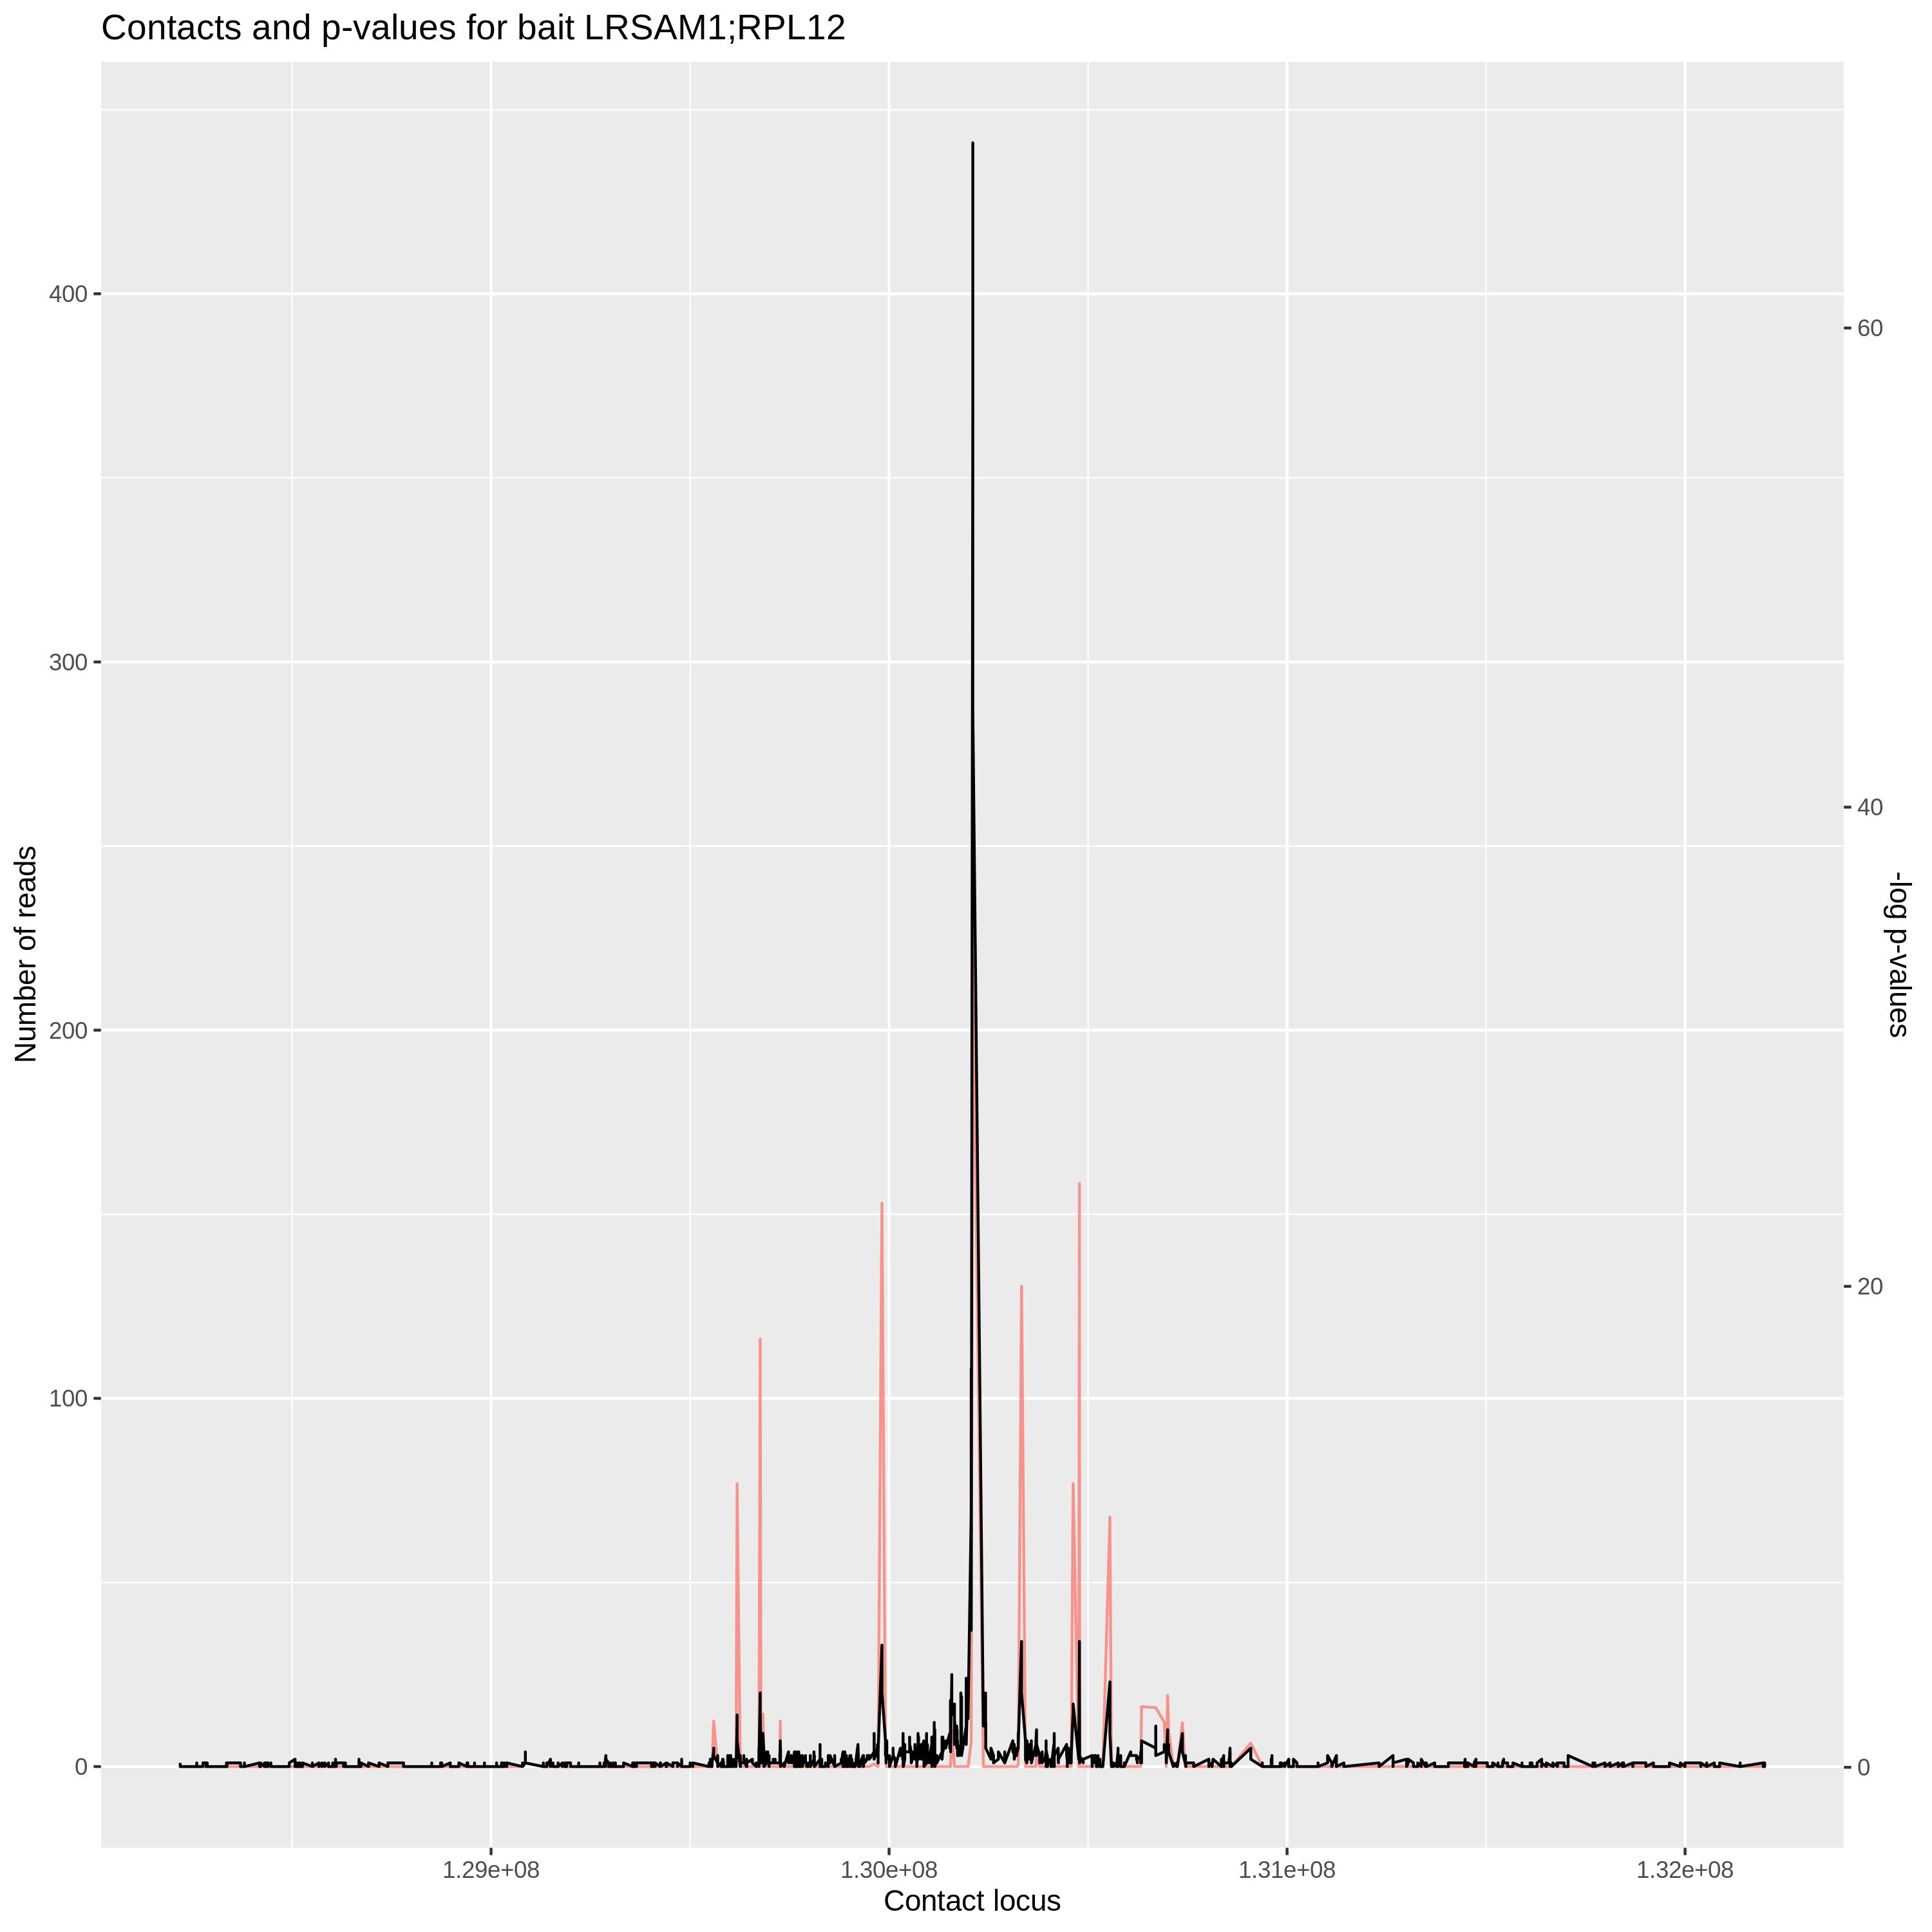 Contacts and p-values for bait LRSAM1;RPL12
400
300
200
100
0
Number of reads
60
40
20
0
-log p-values
1.29e+08
1.30e+08
1.31e+08
1.32e+08
Contact locus